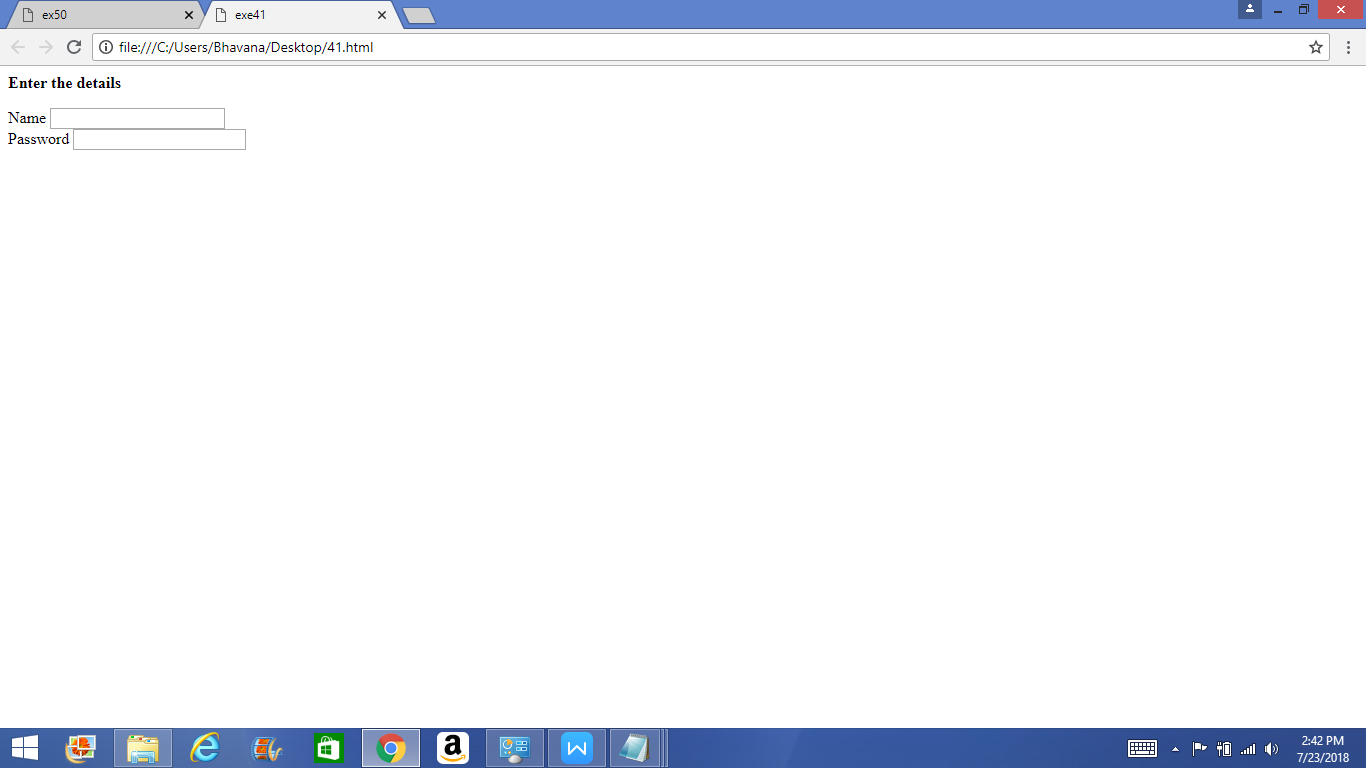 ex50
exe41
file:///C:/Users/Bhavana/Desktop/41.html
Enter the details
Name
Password
2:42 PM
7/23/2018